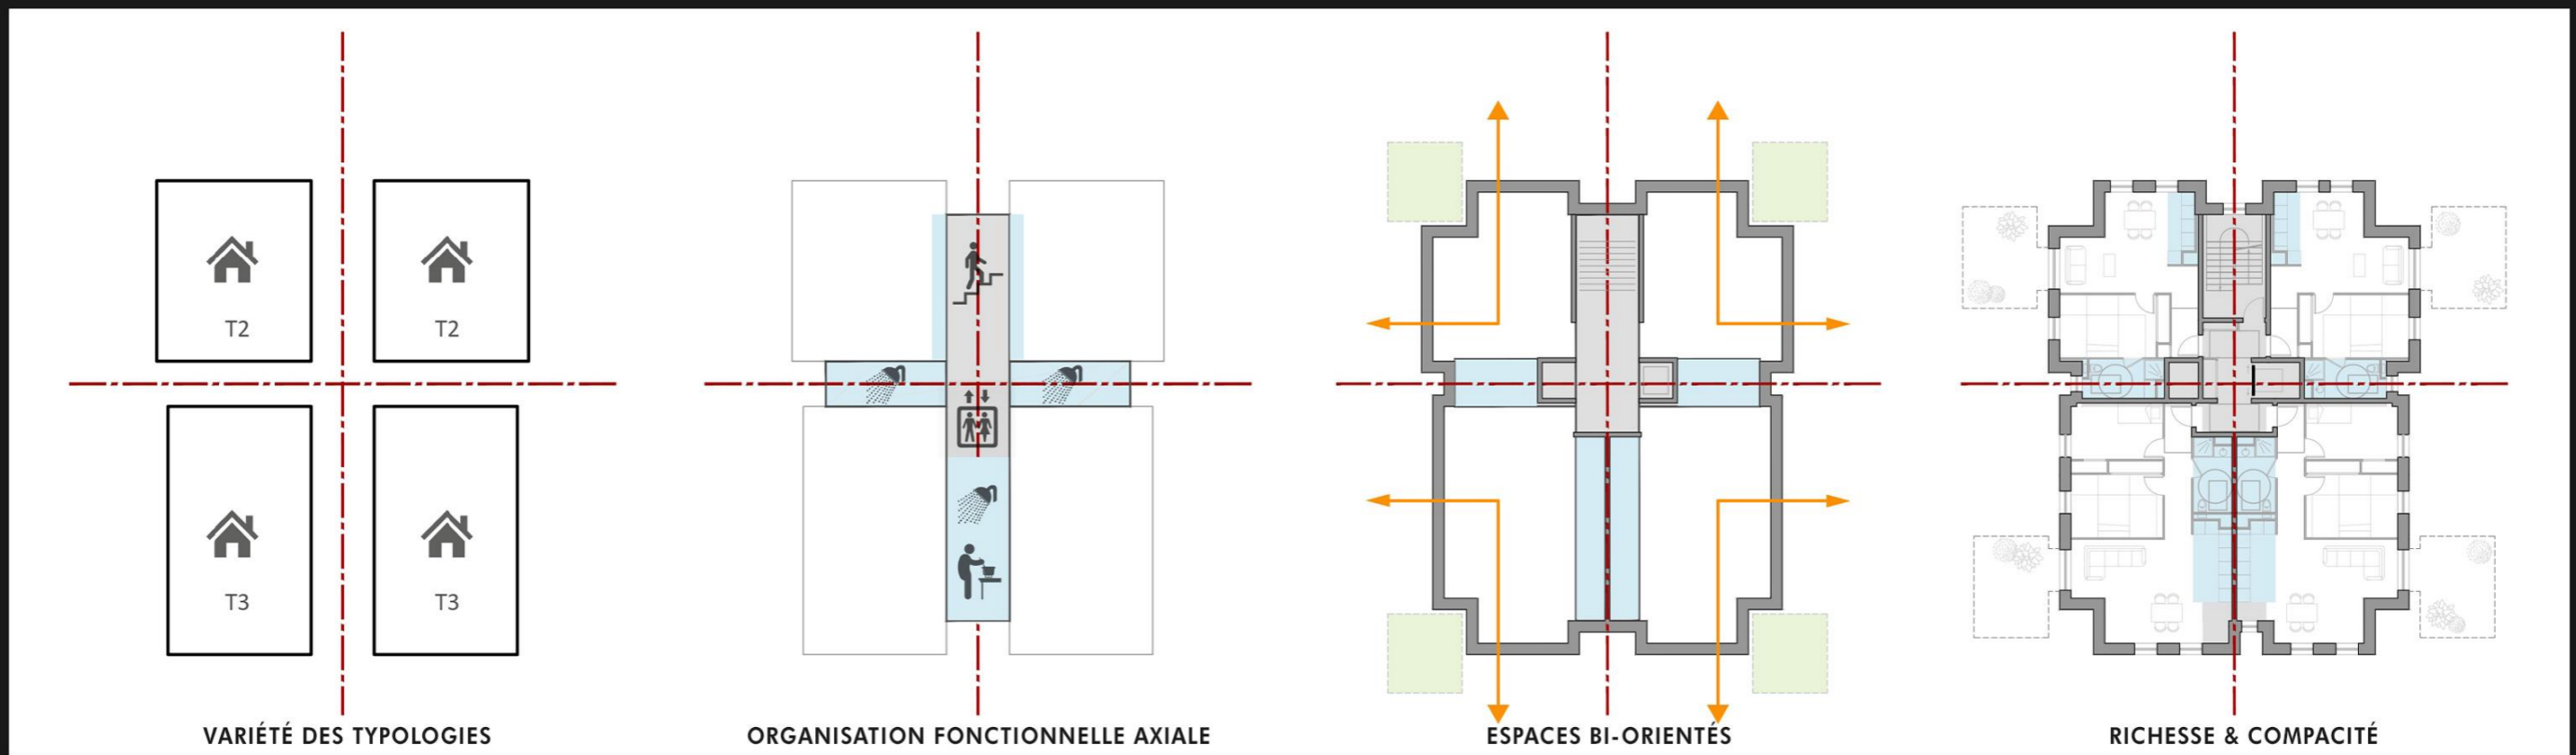 T2
T2
T3
T3
VARIÉTÉ DES TYPOLOGIES
ORGANISATION FONCTIONNELLE AXIALE
ESPACES BI-ORIENTÉS
RICHESSE & COMPACITÉ